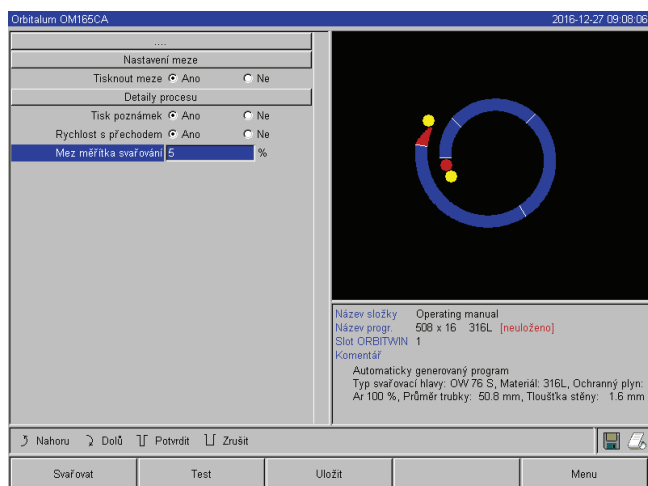 Orbitalum OM165CA 2016-12-27 09:08:06
....
Nastavení meze
Tisknout meze Ano Ne
Detaily procesu
Tisk poznámek Ano Ne
Rychlost s přechodem Ano Ne
Mez měřítka svařování 5 %
Název složky Operating manual
Název progr. 508 x 16 316L [neuloženo]
Slot ORBITWIN 1
Komentář
Automaticky generovaný program
Typ svařovací hlavy: OW 76 S, Materiál: 316L, Ochranný plyn:
Ar 100 %, Průměr trubky: 50.8 mm, Tloušťka stěny: 1.6 mm
Nahoru Dolů Potvrdit Zrušit
Svařovat Test Uložit Menu